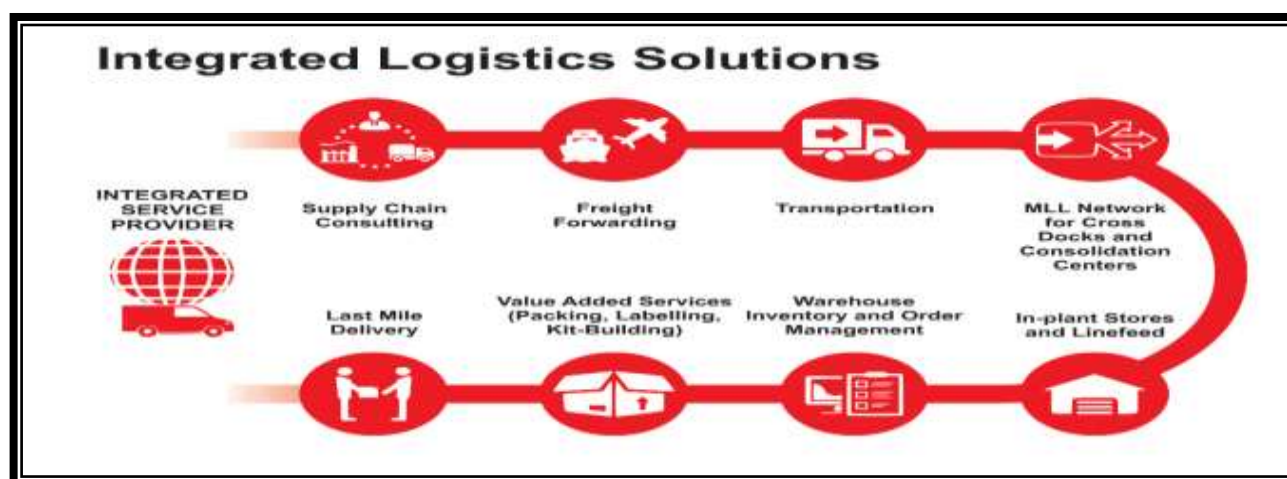 Integrated Logistics Solutions
INTEGRATED
SERVICE
PROVIDER
Supply Chain
Consulting
Freight
Forwarding
Transportation
MLL Network
for Cross
Docks and
Consolidation
Centers
Last Mile
Delivery
Value Added Services
(Packing, Labelling,
Kit-Building)
Warehouse
Inventory and Order
Management
In-plant Stores
and Linefeed